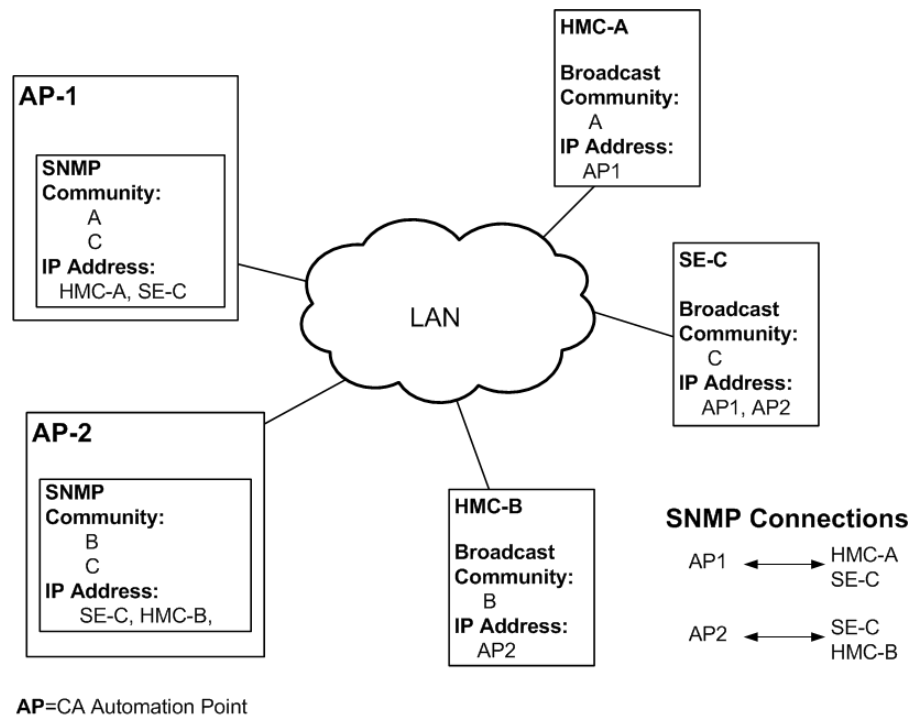 AP-1
SNMP
Community:
A
C
IP Address:
HMC-A, SE-C
AP-2
SNMP
Community:
B
C
IP Address:
SE-C, HMC-B,
LAN
HMC-A
Broadcast
Community:
A
IP Address:
AP1
SE-C
Broadcast
Community:
C
IP Address:
AP1, AP2
HMC-B
Broadcast
Community:
B
IP Address:
AP2
SNMP Connections
AP1 HMC-A
SE-C
AP2 SE-C
HMC-B
AP=CA Automation Point